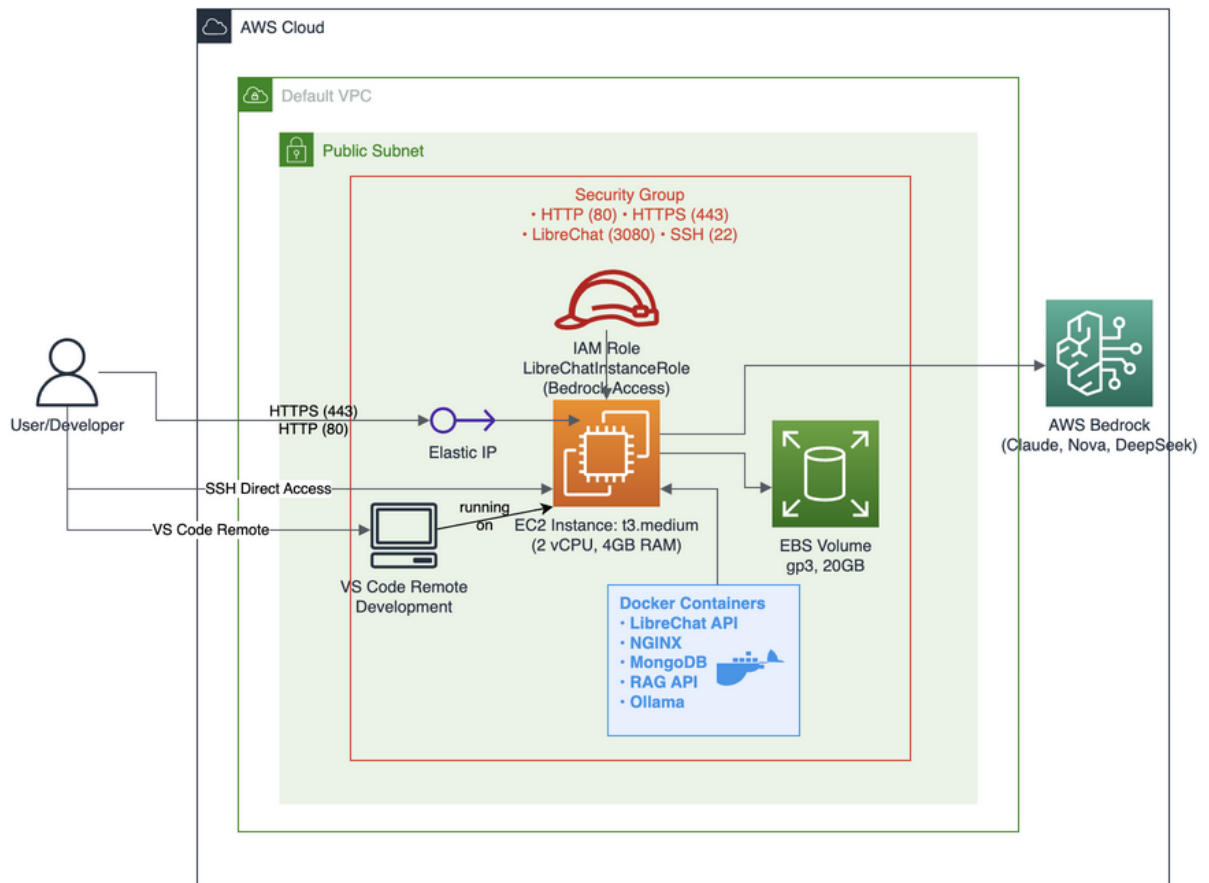 AWS Cloud
Default VPC
Public Subnet
Security Group
• HTTP (80) • HTTPS (443)
• LibreChat (3080) • SSH (22)
IAM Role
LibreChatInstanceRole
(Bedrock Access)
User/Developer
HTTPS (443)
HTTP (80)
Elastic IP
AWS Bedrock
(Claude, Nova, DeepSeek)
SSH Direct Access
VS Code Remote
running
on
EC2 Instance: t3.medium
(2 vCPU, 4GB RAM)
EBS Volume
gp3, 20GB
VS Code Remote
Development
Docker Containers
• LibreChat API
• NGINX
• MongoDB
• RAG API
• Ollama